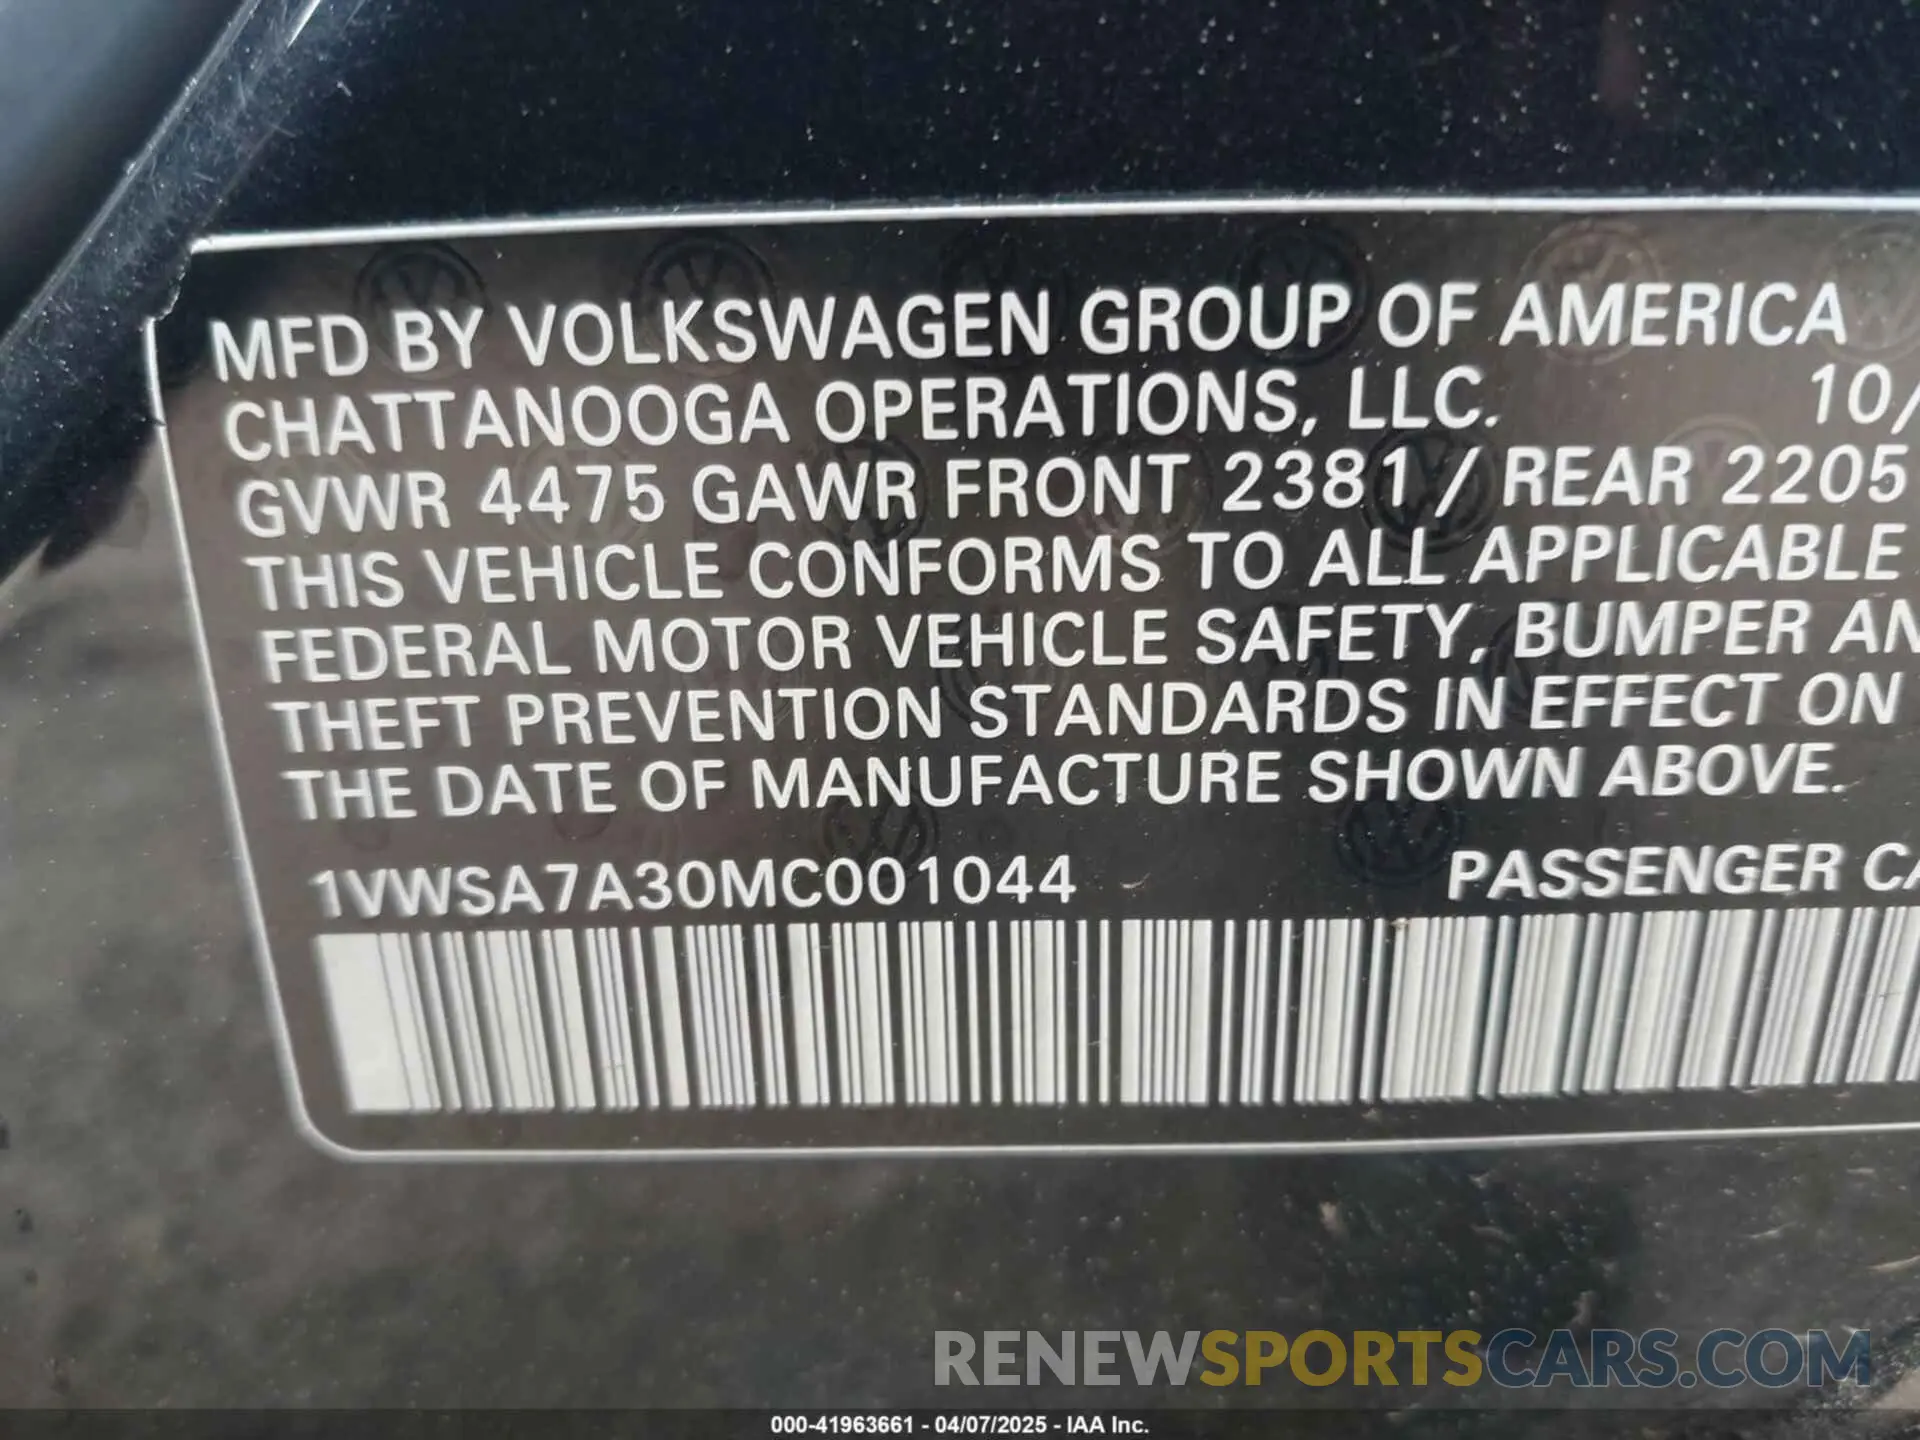 MFD BY VOLKSWAGEN GROUP OF AMERICA
CHATTANOOGA OPERATIONS, LLC. 10/
GVWR 4475 GAWR FRONT 2381 / REAR 2205
THIS VEHICLE CONFORMS TO ALL APPLICABLE
FEDERAL MOTOR VEHICLE SAFETY, BUMPER AN
THEFT PREVENTION STANDARDS IN EFFECT ON
THE DATE OF MANUFACTURE SHOWN ABOVE.
1VWSA7A30MC001044 PASSENGER CA
RENEWSPORTSCARS.COM
000-41963661 - 04/07/2025 - IAA Inc.